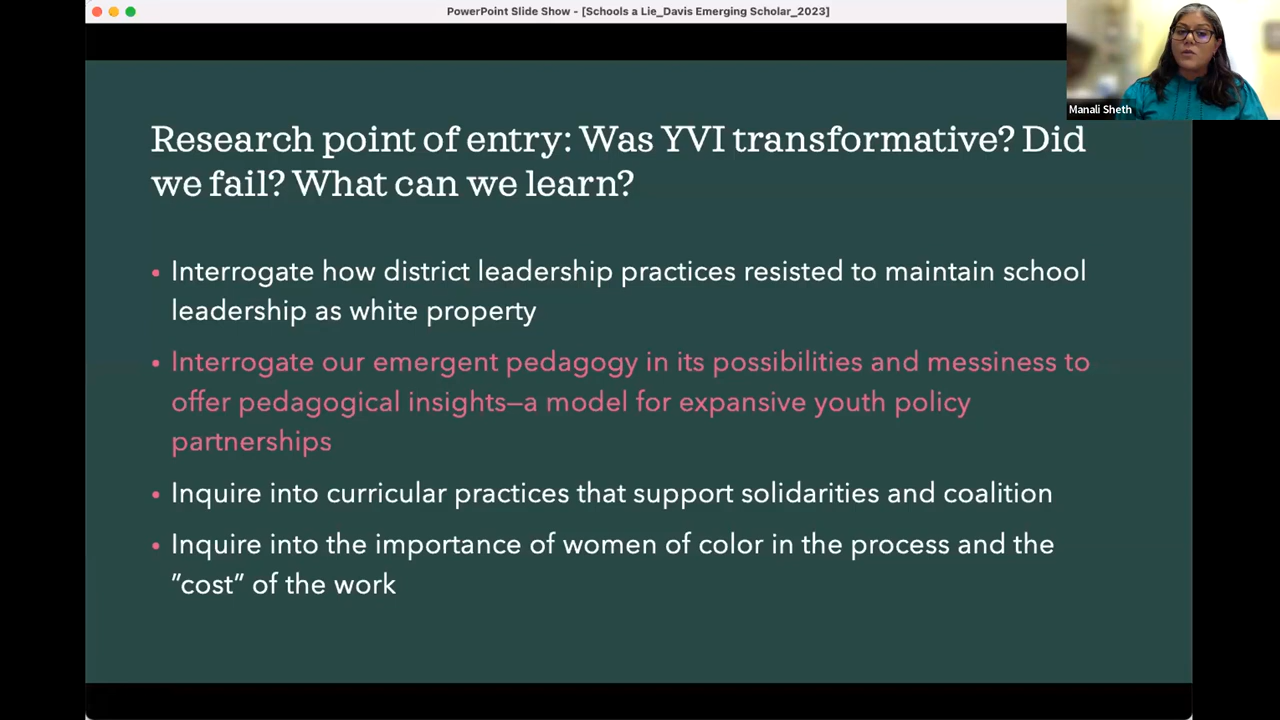 PowerPoint Slide Show - [Schools a Lie_Davis Emerging Scholar_2023]
Manali Sheth
Research point of entry: Was YVI transformative? Did
we fail? What can we learn?
• Interrogate how district leadership practices resisted to maintain school
leadership as white property
• Interrogate our emergent pedagogy in its possibilities and messiness to
offer pedagogical insights—a model for expansive youth policy
partnerships
• Inquire into curricular practices that support solidarities and coalition
• Inquire into the importance of women of color in the process and the
”cost” of the work